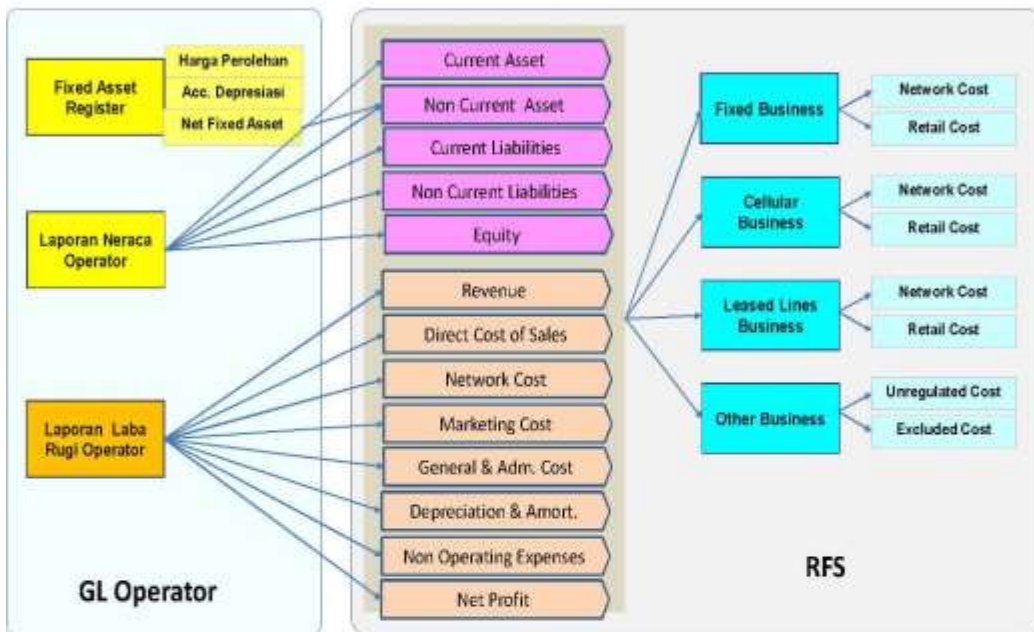 Fixed Asset
Register
Harga Perolehan
Acc. Depresiasi
Net Fixed Asset
Laporan Neraca
Operator
Laporan Laba
Rugi Operator
GL Operator
Current Asset
Non Current Asset
Current Liabilities
Non Current Liabilities
Equity
Revenue
Direct Cost of Sales
Network Cost
Marketing Cost
General & Adm. Cost
Depreciation & Amort.
Non Operating Expenses
Net Profit
Fixed Business
Network Cost
Retail Cost
Cellular
Business
Network Cost
Retail Cost
Leased Lines
Business
Network Cost
Retail Cost
Other Business
Unregulated Cost
Excluded Cost
RFS